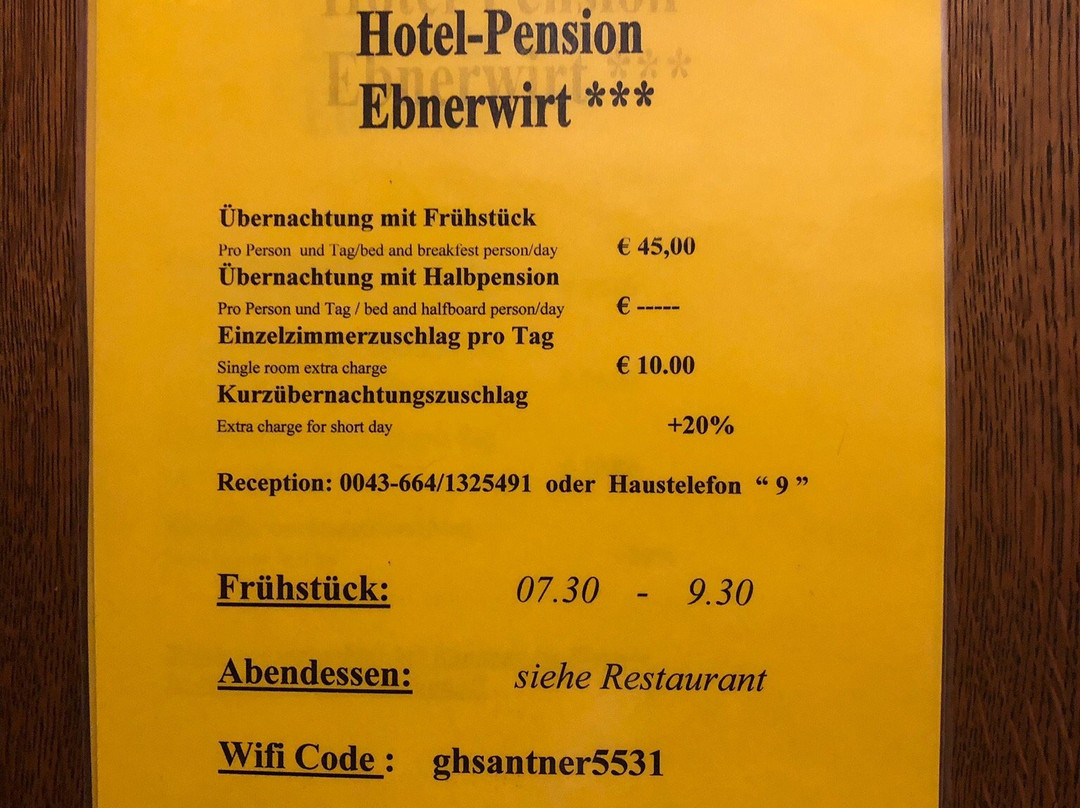 Hotel-Pension
Ebnerwirt ***
Übernachtung mit Frühstück
Pro Person und Tag/bed and breakfest person/day € 45,00
Übernachtung mit Halbpension
Pro Person und Tag / bed and halfboard person/day € -----
Einzelzimmerzuschlag pro Tag
Single room extra charge € 10.00
Kurzübernachtungszuschlag
Extra charge for short day +20%
Reception: 0043-664/1325491 oder Haustelefon “ 9 ”
Frühstück: 07.30 - 9.30
Abendessen: siehe Restaurant
Wifi Code : ghsantner5531